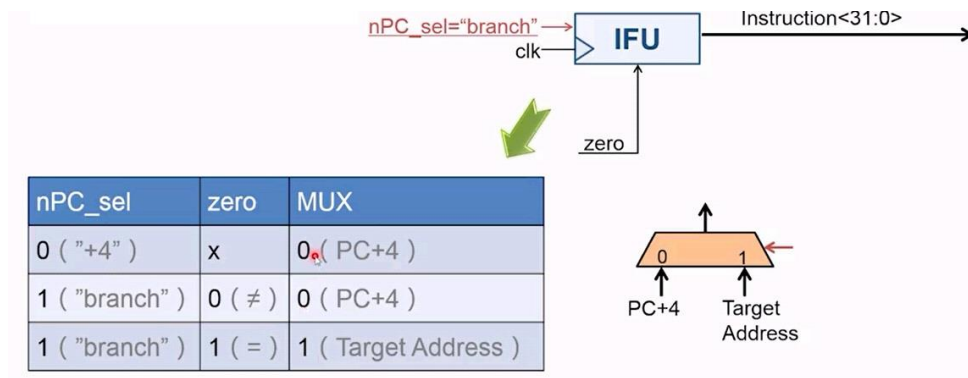 nPC_sel=“branch”
clk
IFU
Instruction<31:0>
zero
nPC_sel zero MUX
0 ( ”+4” ) x 0 ( PC+4 )
1 ( ”branch” ) 0 ( ≠ ) 0 ( PC+4 )
1 ( ”branch” ) 1 ( = ) 1 ( Target Address )
0 1
PC+4 Target
Address